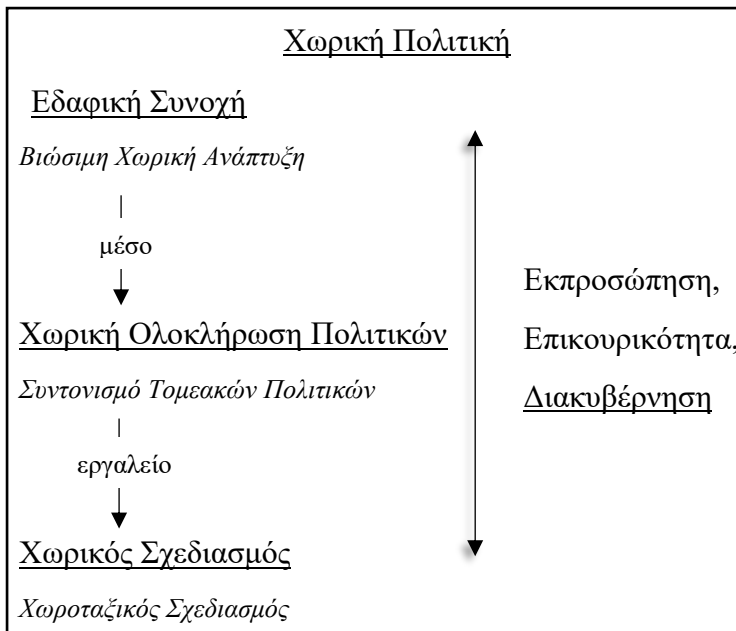 Χωρική Πολιτική
Εδαφική Συνοχή
Βιώσιμη Χωρική Ανάπτυξη
μέσο
Χωρική Ολοκλήρωση Πολιτικών
Συντονισμό Τομεακών Πολιτικών
εργαλείο
Χωρικός Σχεδιασμός
Χωροταξικός Σχεδιασμός
Εκπροσώπηση,
Επικουρικότητα,
Διακυβέρνηση